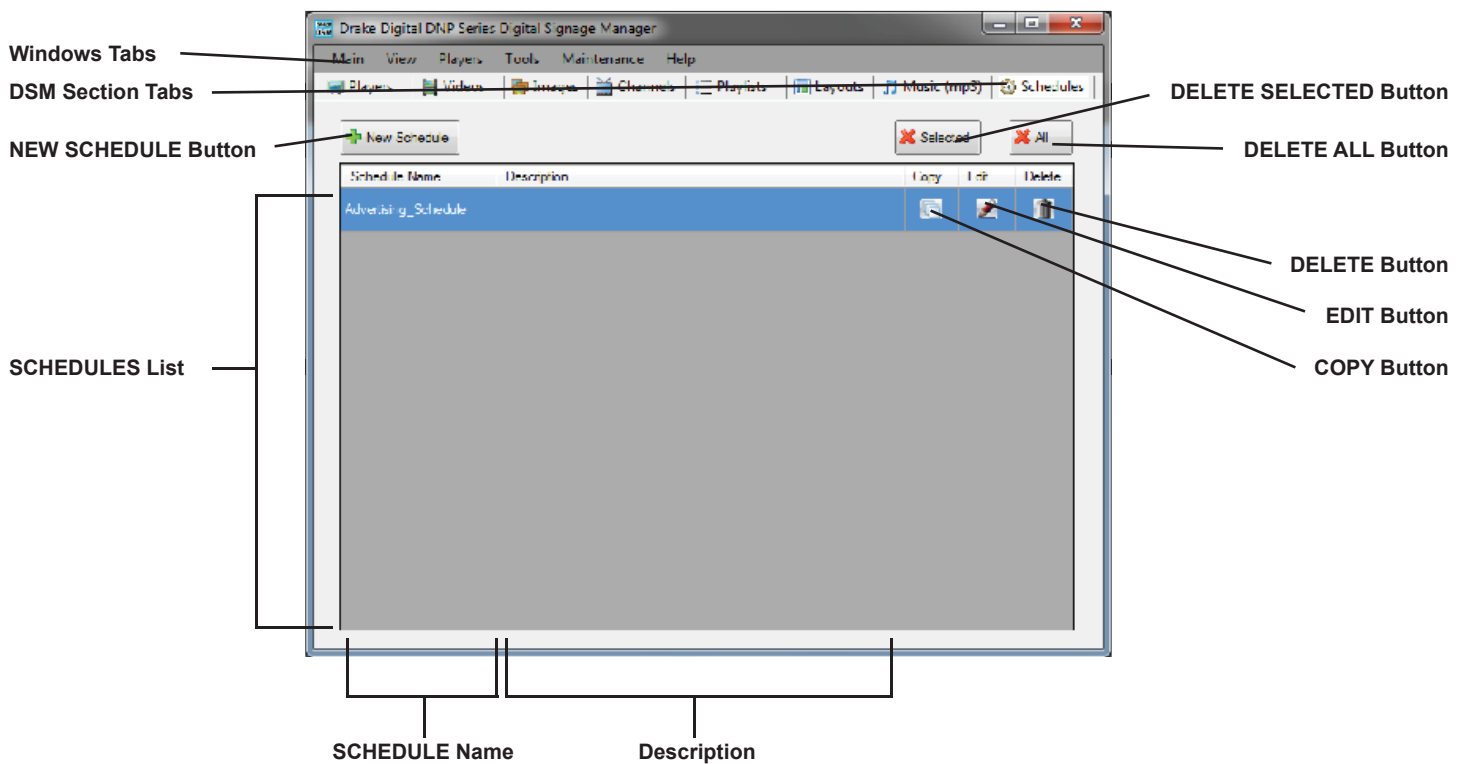 Drake Digital DNP Series Digital Signage Manager
Windows Tabs
Main View Players Tools Maintenance Help
DSM Section Tabs
Players Videos Images Channels Playlists Layouts Music (mp3) Schedules
DELETE SELECTED Button
NEW SCHEDULE Button
New Schedule
Selected
All
DELETE ALL Button
Schedule Name Description Copy Edit Delete
Advertising_Schedule
DELETE Button
EDIT Button
SCHEDULES List
COPY Button
SCHEDULE Name
Description